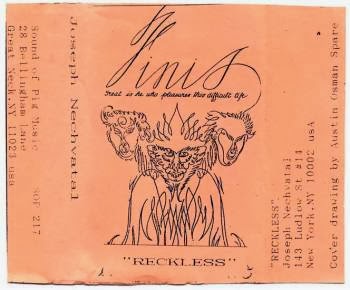 Sound of Pig Music SOP 217
28 Bellingham Lane
Great Neck, NY 11023 usa
Joseph Nechvatal
Finis
Great is he who pleasures this difficult life
"RECKLESS"
"RECKLESS"
Joseph Nechvatal
143 Ludlow St #14
New York, NY 10002 usA
Cover drawing by Austin Osman Spare